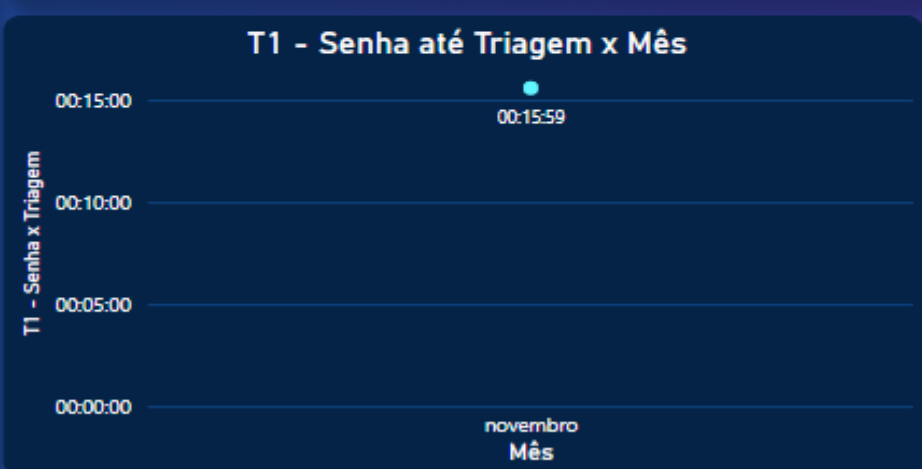 T1 - Senha até Triagem x Mês
T1 - Senha x Triagem
00:15:00
00:10:00
00:05:00
00:00:00
00:15:59
novembro
Mês